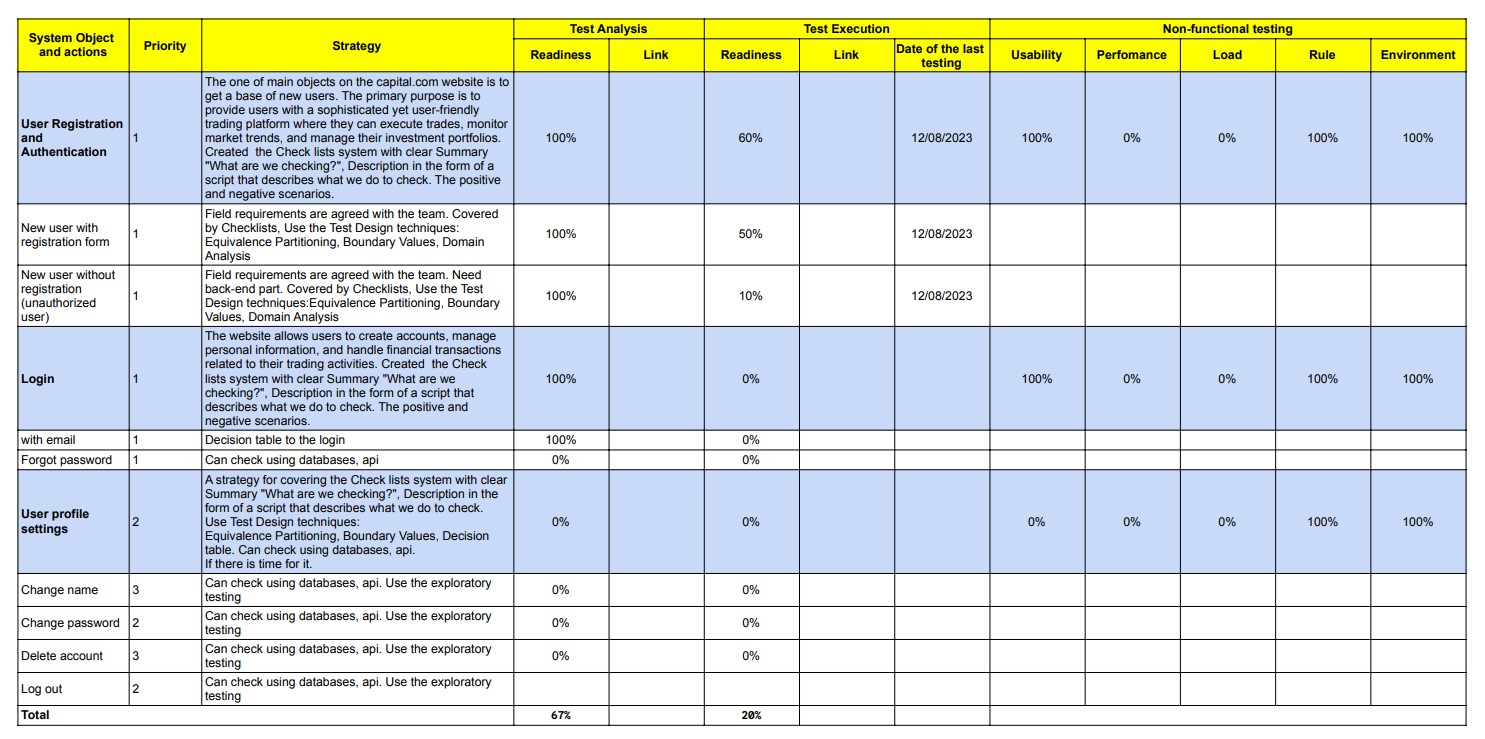 System Object
and actions
Priority
Strategy
Test Analysis
Test Execution
Non-functional testing
Readiness
Link
Readiness
Link
Date of the last
testing
Usability
Perfomance
Load
Rule
Environment
User Registration
and
Authentication
1
The one of main objects on the capital.com website is to
get a base of new users. The primary purpose is to
provide users with a sophisticated yet user-friendly
trading platform where they can execute trades, monitor
market trends, and manage their investment portfolios.
Created  the Check lists system with clear Summary
"What are we checking?", Description in the form of a
script that describes what we do to check. The positive
and negative scenarios.
100%
60%
12/08/2023
100%
0%
0%
100%
100%
New user with
registration form
1
Field requirements are agreed with the team. Covered
by Checklists, Use the Test Design techniques:
Equivalence Partitioning, Boundary Values, Domain
Analysis
100%
50%
12/08/2023
New user without
registration
(unauthorized
user)
1
Field requirements are agreed with the team. Need
back-end part. Covered by Checklists, Use the Test
Design techniques:Equivalence Partitioning, Boundary
Values, Domain Analysis
100%
10%
12/08/2023
Login
1
The website allows users to create accounts, manage
personal information, and handle financial transactions
related to their trading activities. Created  the Check
lists system with clear Summary "What are we
checking?", Description in the form of a script that
describes what we do to check. The positive and
negative scenarios.
100%
0%
100%
0%
0%
100%
100%
with email
1
Decision table to the login
100%
0%
Forgot password
1
Can check using databases, api
0%
0%
User profile
settings
2
A strategy for covering the Check lists system with clear
Summary "What are we checking?", Description in the
form of a script that describes what we do to check.
Use Test Design techniques:
Equivalence Partitioning, Boundary Values, Decision
table. Can check using databases, api.
If there is time for it.
0%
0%
0%
0%
0%
100%
100%
Change name
3
Can check using databases, api. Use the exploratory
testing
0%
0%
Change password
2
Can check using databases, api. Use the exploratory
testing
0%
0%
Delete account
3
Can check using databases, api. Use the exploratory
testing
0%
0%
Log out
2
Can check using databases, api. Use the exploratory
testing
Total
67%
20%